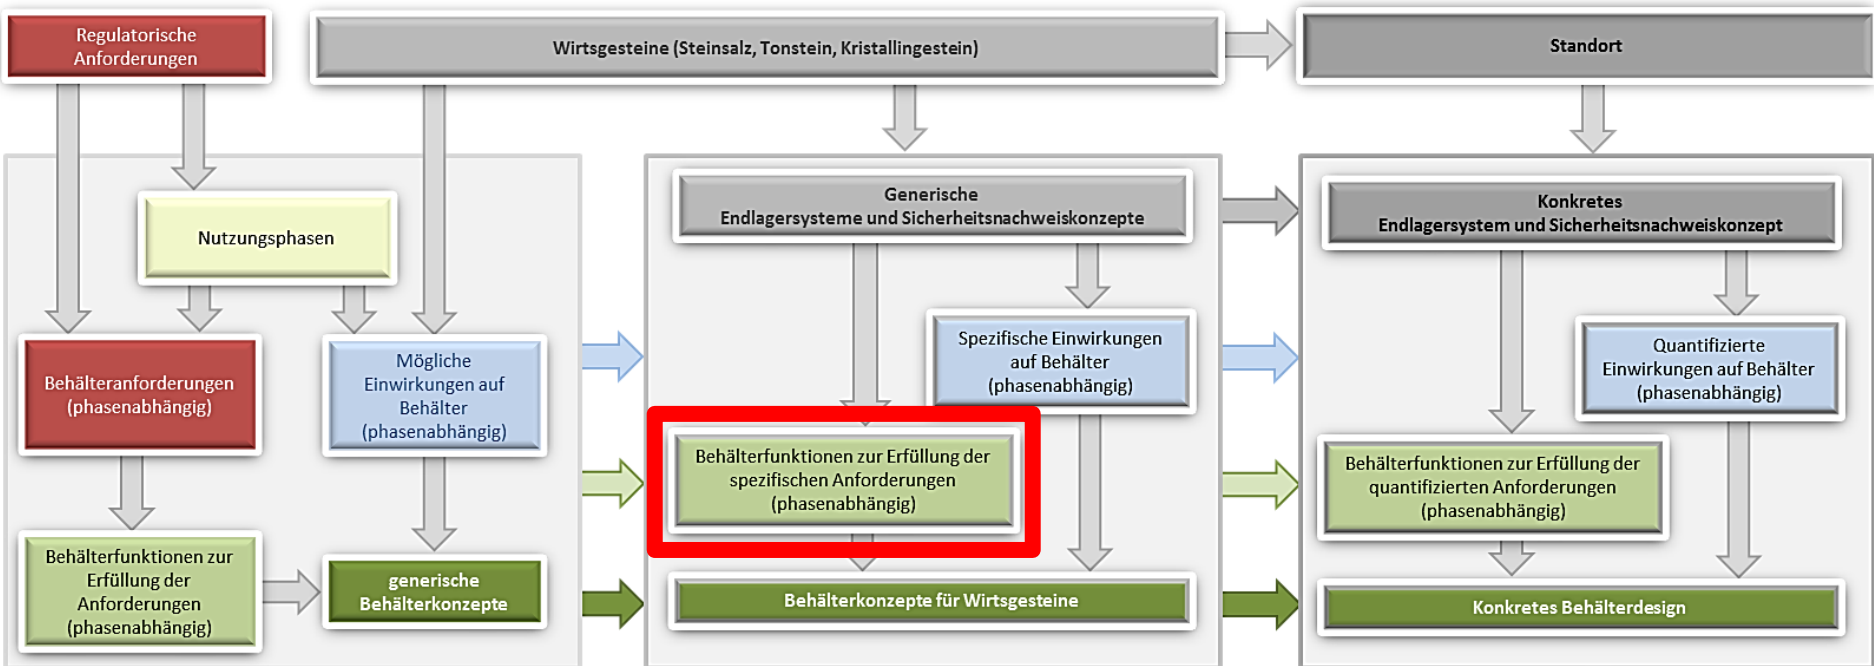 Regulatorische
Anforderungen
Wirtsgesteine (Steinsalz, Tonstein, Kristallingestein)
Standort
Nutzungsphasen
Behälteranforderungen
(phasenabhängig)
Mögliche
Einwirkungen auf
Behälter
(phasenabhängig)
Behälterfunktionen zur
Erfüllung der
Anforderungen
(phasenabhängig)
generische
Behälterkonzepte
Generische
Endlagersysteme und Sicherheitsnachweiskonzepte
Spezifische Einwirkungen
auf Behälter
(phasenabhängig)
Behälterfunktionen zur Erfüllung der
spezifischen Anforderungen
(phasenabhängig)
Behälterkonzepte für Wirtsgesteine
Konkretes
Endlagersystem und Sicherheitsnachweiskonzept
Quantifizierte
Einwirkungen auf Behälter
(phasenabhängig)
Behälterfunktionen zur Erfüllung der
quantifizierten Anforderungen
(phasenabhängig)
Konkretes Behälterdesign